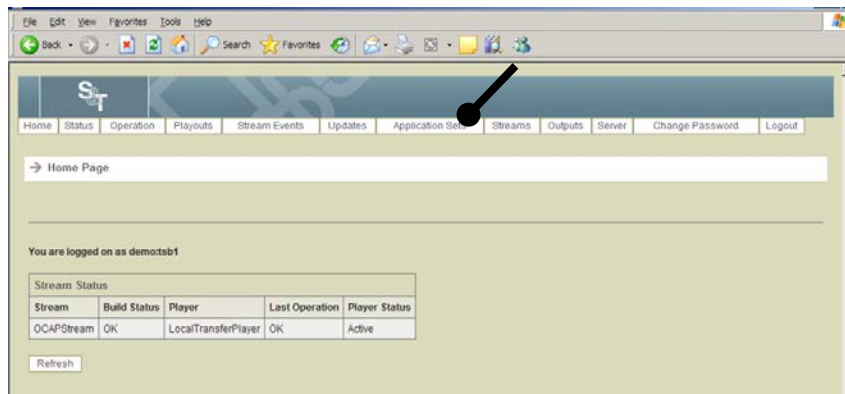 File Edit View Favorites Tools Help
Back Search Favorites
S&T
Home Status Operation Playouts Stream Events Updates Application Sets Streams Outputs Server Change Password Logout
→ Home Page
You are logged on as demo:tsb1
Stream Status
Stream Build Status Player Last Operation Player Status
OCAPStream OK LocalTransferPlayer OK Active
Refresh